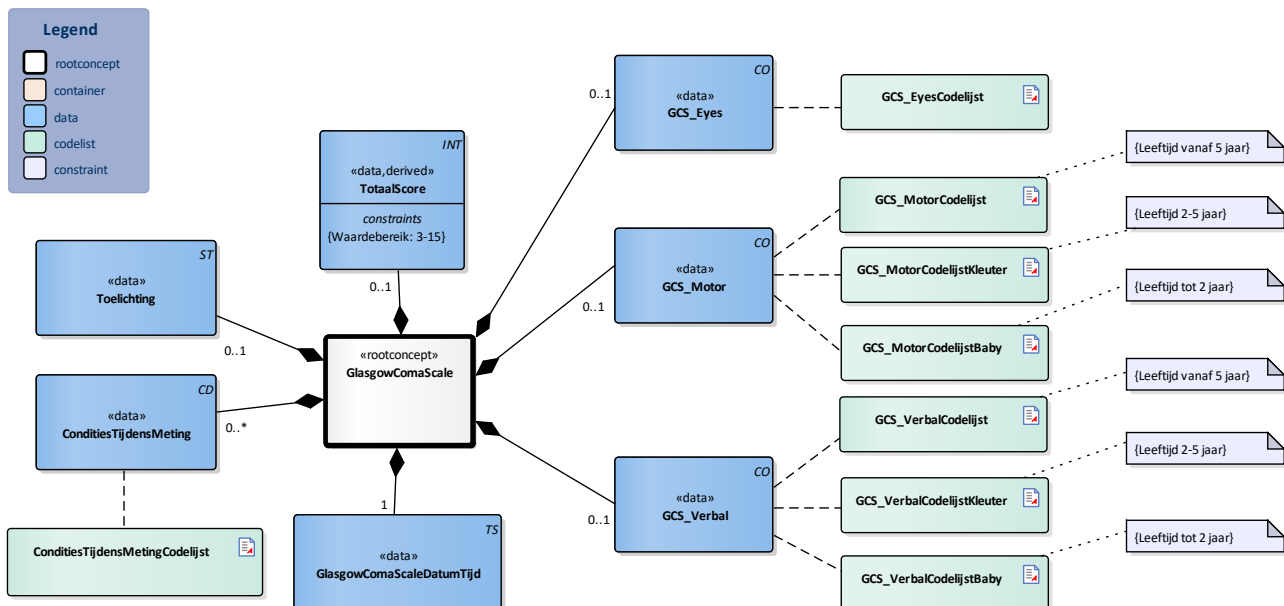 Legend
rootconcept
container
data
codelist
constraint
INT
«data,derived»
TotaalScore
constraints
{Waardebereik: 3-15}
0..1
ST
«data»
Toelichting
0..1
CD
«data»
ConditiesTijdensMeting
0..*
ConditiesTijdensMetingCodelijst
«rootconcept»
GlasgowComaScale
1
TS
«data»
GlasgowComaScaleDatumTijd
0..1
CO
«data»
GCS_Eyes
GCS_EyesCodelijst
0..1
CO
«data»
GCS_Motor
GCS_MotorCodelijst
{Leeftijd vanaf 5 jaar}
GCS_MotorCodelijstKleuter
{Leeftijd 2-5 jaar}
GCS_MotorCodelijstBaby
{Leeftijd tot 2 jaar}
0..1
CO
«data»
GCS_Verbal
GCS_VerbalCodelijst
{Leeftijd vanaf 5 jaar}
GCS_VerbalCodelijstKleuter
{Leeftijd 2-5 jaar}
GCS_VerbalCodelijstBaby
{Leeftijd tot 2 jaar}